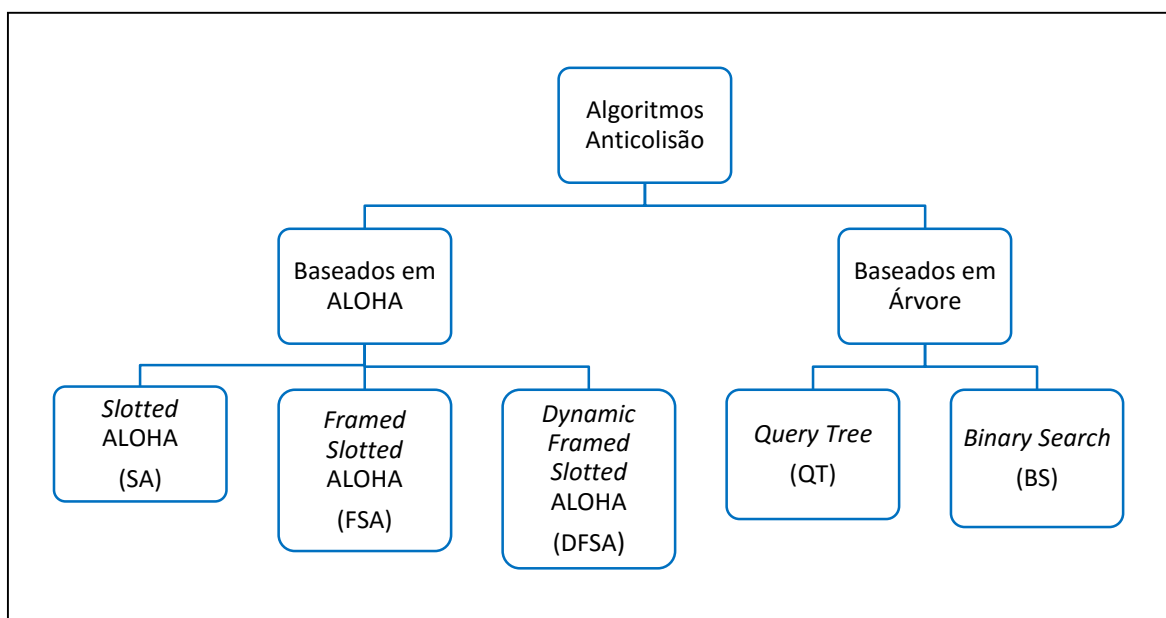 Algoritmos
Anticolisão
Baseados em
ALOHA
Baseados em
Árvore
Slotted
ALOHA
(SA)
Framed
Slotted
ALOHA
(FSA)
Dynamic
Framed
Slotted
ALOHA
(DFSA)
Query Tree
(QT)
Binary Search
(BS)